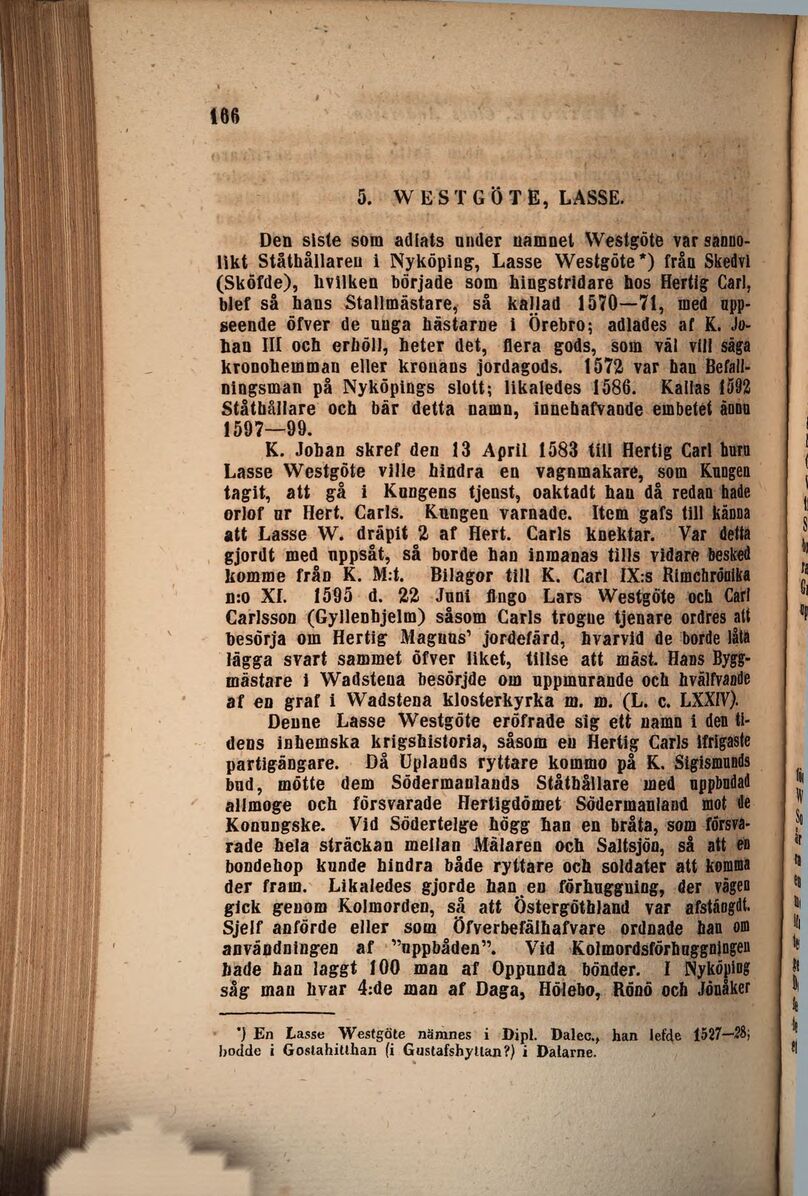 166
5. WESTGÖTE, LASSE.
Den siste som adlats under namnet Westgöte var sanno-
likt Ståthållaren i Nyköping, Lasse Westgöte*) från Skedvi
(Sköfde), hvilken började som hingstridare hos Hertig Carl,
blef så hans Stallmästare, så kallad 1570—71, med upp-
seende öfver de unga hästarne i Örebro; adlades af K. Jo-
han III och erhöll, heter det, flera gods, som väl vill säga
kronohemman eller kronans jordagods. 1572 var han Befall-
ningsman på Nyköpings slott; likaledes 1586. Kallas 1592
Ståthållare och bär detta namn, innehafvande embetet ännu
1597—99.
K. Johan skref den 13 April 1583 till Hertig Carl huru
Lasse Westgöte ville hindra en vagnmakare, som Kungen
tagit, att gå i Kungens tjenst, oaktadt han då redan hade
orlof ur Hert. Carls. Kungen varnade. Item gafs till känna
att Lasse W. dräpit 2 af Hert. Carls knektar. Var detta
gjordt med uppsåt, så borde han inmanas tills vidare besked
komme från K. M:t. Bilagor till K. Carl IX:s Rimchrönika
n:o XI. 1595 d. 22 Juni fingo Lars Westgöte och Carl
Carlsson (Gyllenhjelm) såsom Carls trogne tjenare ordres att
besörja om Hertig Magnus' jordefärd, hvarvid de borde låta
lägga svart sammet öfver liket, tillse att mäst. Hans Bygg-
mästare i Wadstena besörjde om uppmurande och hvälfvande
af en graf i Wadstena klosterkyrka m. m. (L. c. LXXIV).
Denne Lasse Westgöte eröfrade sig ett namn i den ti-
dens inhemska krigshistoria, såsom en Hertig Carls ifrigaste
partigängare. Då Uplands ryttare kommo på K. Sigismunds
bud, mötte dem Södermanlands Ståthållare med uppbudad
allmoge och försvarade Hertigdömet Södermanland mot de
Konungske. Vid Södertelge högg han en bråta, som försva-
rade hela sträckan mellan Mälaren och Saltsjön, så att en
bondehop kunde hindra både ryttare och soldater att komma
der fram. Likaledes gjorde han en förhuggning, der vägen
gick genom Kolmorden, så att Östergöthland var afstängdt.
Sjelf anförde eller som Öfverbefälhafvare ordnade han om
användningen af ”uppbåden”. Vid Kolmordsförhuggningen
hade han laggt 100 man af Oppunda bönder. I Nyköping
såg man hvar 4:de man af Daga, Hölebo, Rönö och Jönåker
*) En Lasse Westgöte nämnes i Dipl. Dalec., han lefde 1527—28;
bodde i Gostahitthan (i Gustafshyttan?) i Dalarne.